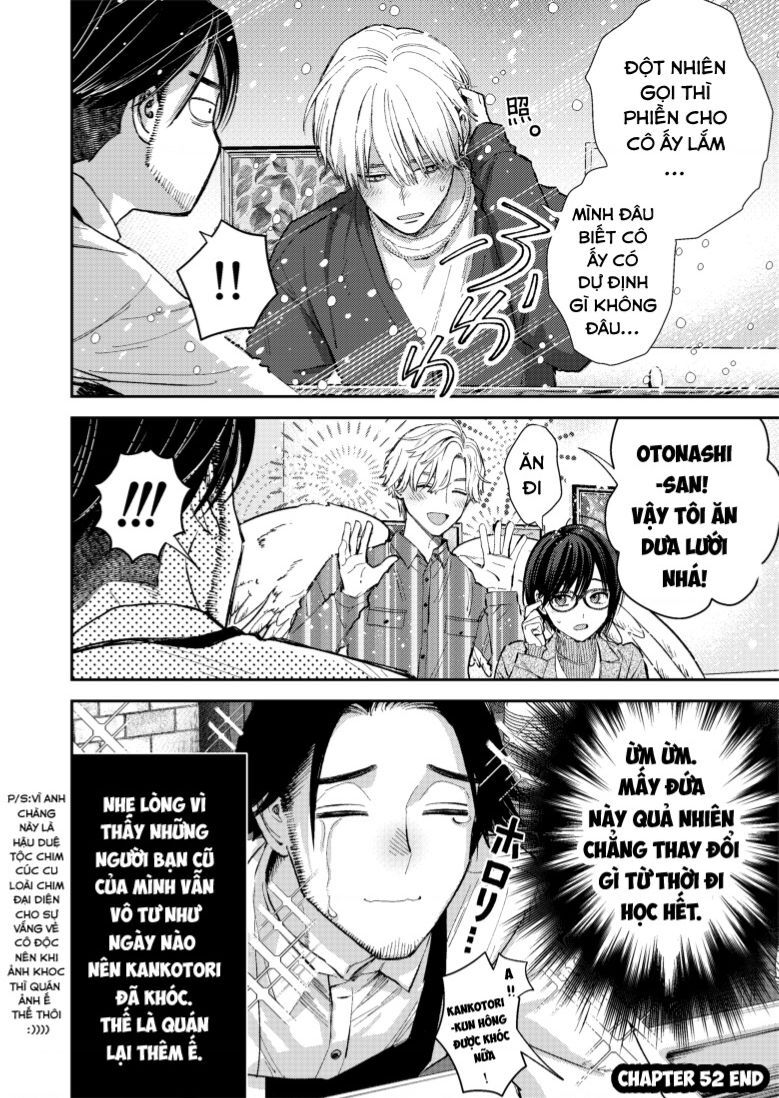 ĐỘT NHIÊN
GỌI THÌ
PHIỀN CHO
CÔ ẤY LẮM
...
MÌNH ĐÂU
BIẾT CÔ
ẤY CÓ
DỰ ĐỊNH
GÌ KHÔNG
ĐÂU...
照。
ふわわ
!!
OTONASHI
-SAN!
VẬY TÔI ĂN
DƯA LƯỚI
NHÁ!
ĂN
ĐI
!!!
ỪM ỪM.
MẤY ĐỨA
NÀY QUẢ NHIÊN
CHẲNG THAY ĐỔI
GÌ TỪ THỜI ĐI
HỌC HẾT.
ホロリ...
A
!!
KANKOTORI
-KUN HÔNG
ĐƯỢC KHÓC
NỮA
!
NHẸ LÒNG VÌ
THẤY NHỮNG
NGƯỜI BẠN CŨ
CỦA MÌNH VẪN
VÔ TƯ NHƯ
NGÀY NÀO
NÊN KANKOTORI
ĐÃ KHÓC.
THẾ LÀ QUÁN
LẠI THÊM Ế.
P/S:VÌ ANH
CHÀNG
NÀY LÀ
HẬU DUỆ
TỘC CHIM
CÚC CU
LOÀI CHIM
ĐẠI DIỆN
CHO SỰ
VẮNG VẺ
CÔ ĐỘC
NÊN KHI
ẢNH KHÓC
THÌ QUÁN
ẢNH Ế
THẾ THÔI
:))))
CHAPTER 52 END